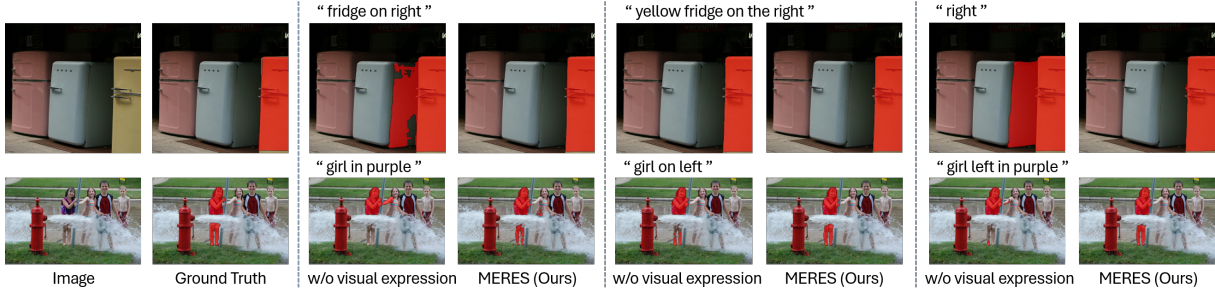 “ fridge on right ”
“ yellow fridge on the right ”
“ right ”
“ girl in purple ”
“ girl on left ”
“ girl left in purple ”
Image
Ground Truth
w/o visual expression
MERES (Ours)
w/o visual expression
MERES (Ours)
w/o visual expression
MERES (Ours)